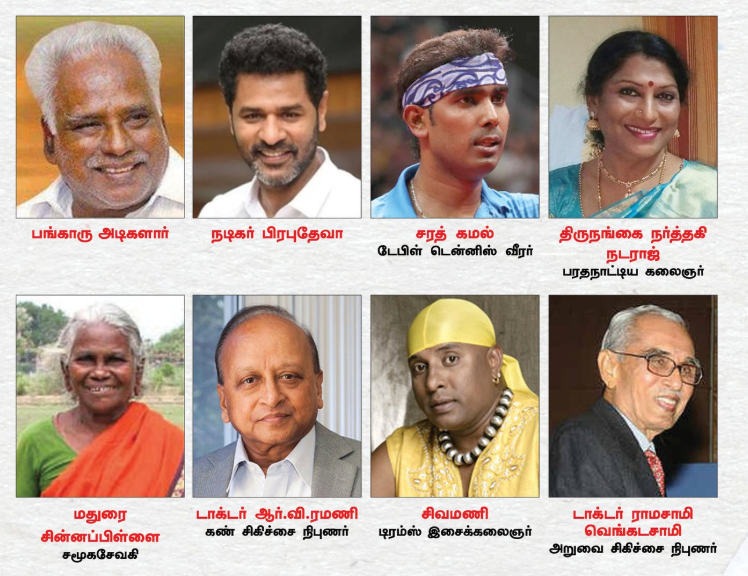 பங்காரு அடிகளார்
நடிகர் பிரபுதேவா
சரத் கமல்
டேபிள் டென்னிஸ் வீரர்
திருநங்கை நர்த்தகி
நடராஜ்
பரதநாட்டிய கலைஞர்
மதுரை
சின்னப்பிள்ளை
சமூகசேவகி
டாக்டர் ஆர்.வி.ரமணி
கண் சிகிச்சை நிபுணர்
சிவமணி
டிரம்ஸ் இசைக்கலைஞர்
டாக்டர் ராமசாமி
வெங்கடசாமி
அறுவை சிகிச்சை நிபுணர்